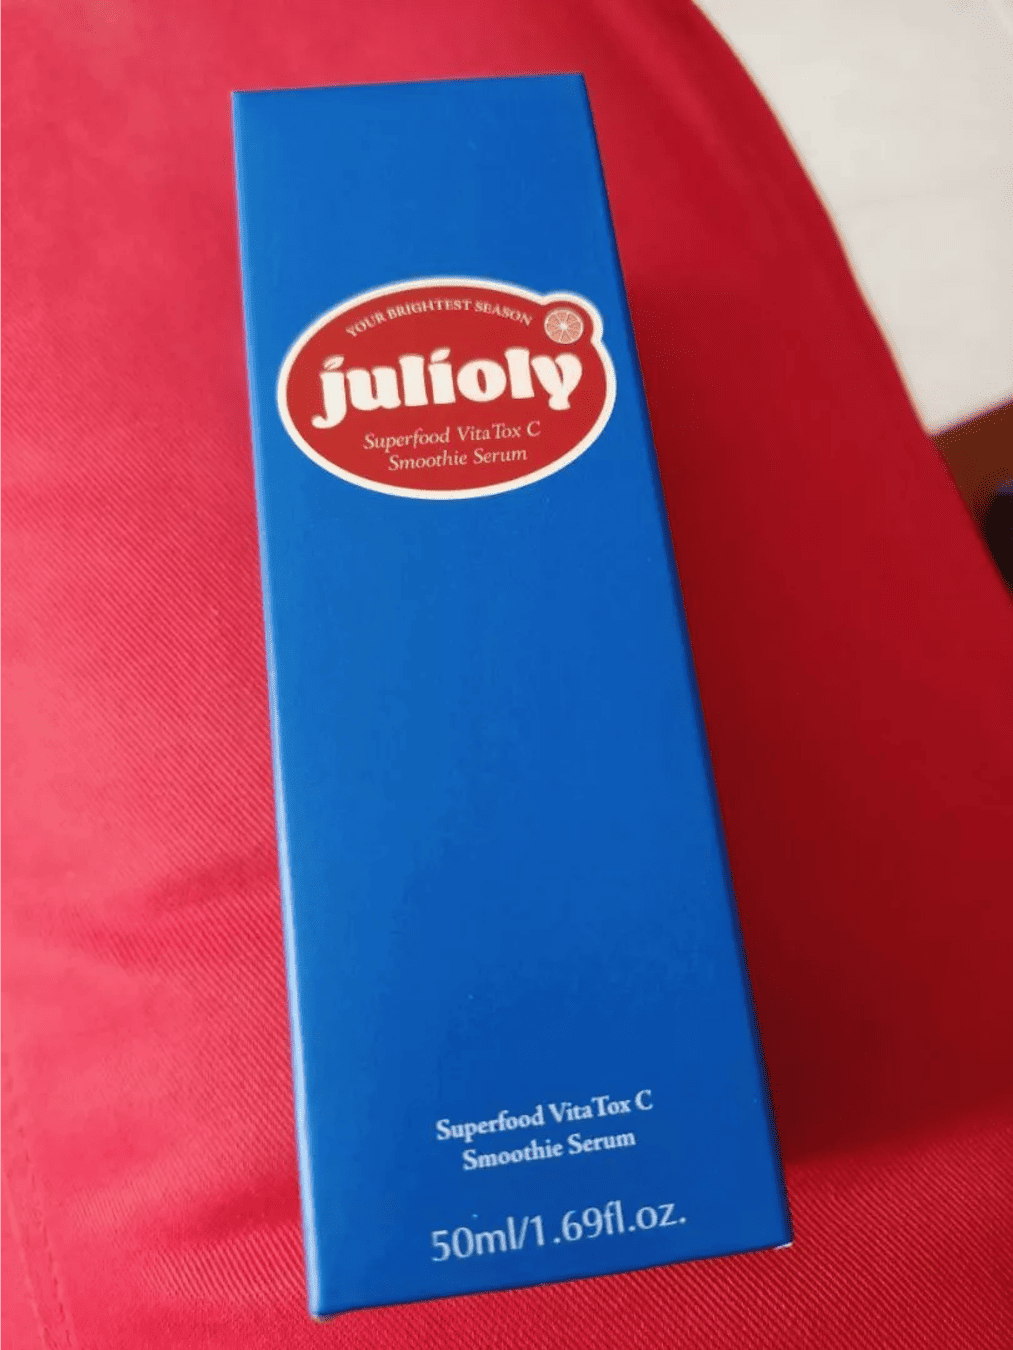 YOUR BRIGHTEST SEASON
julioly
Superfood VitaTox C
Smoothie Serum
Superfood VitaTox C
Smoothie Serum
50ml/1.69fl.oz.